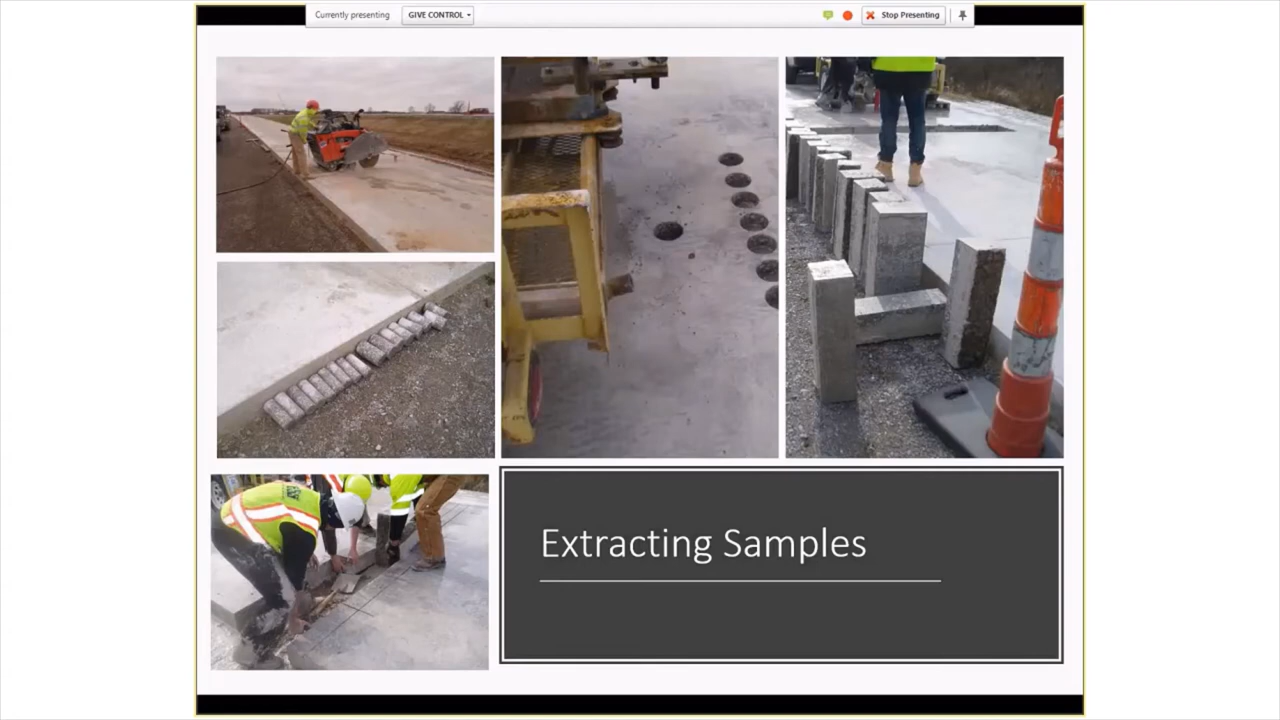 Currently presenting
GIVE CONTROL
Stop Presenting
Extracting Samples